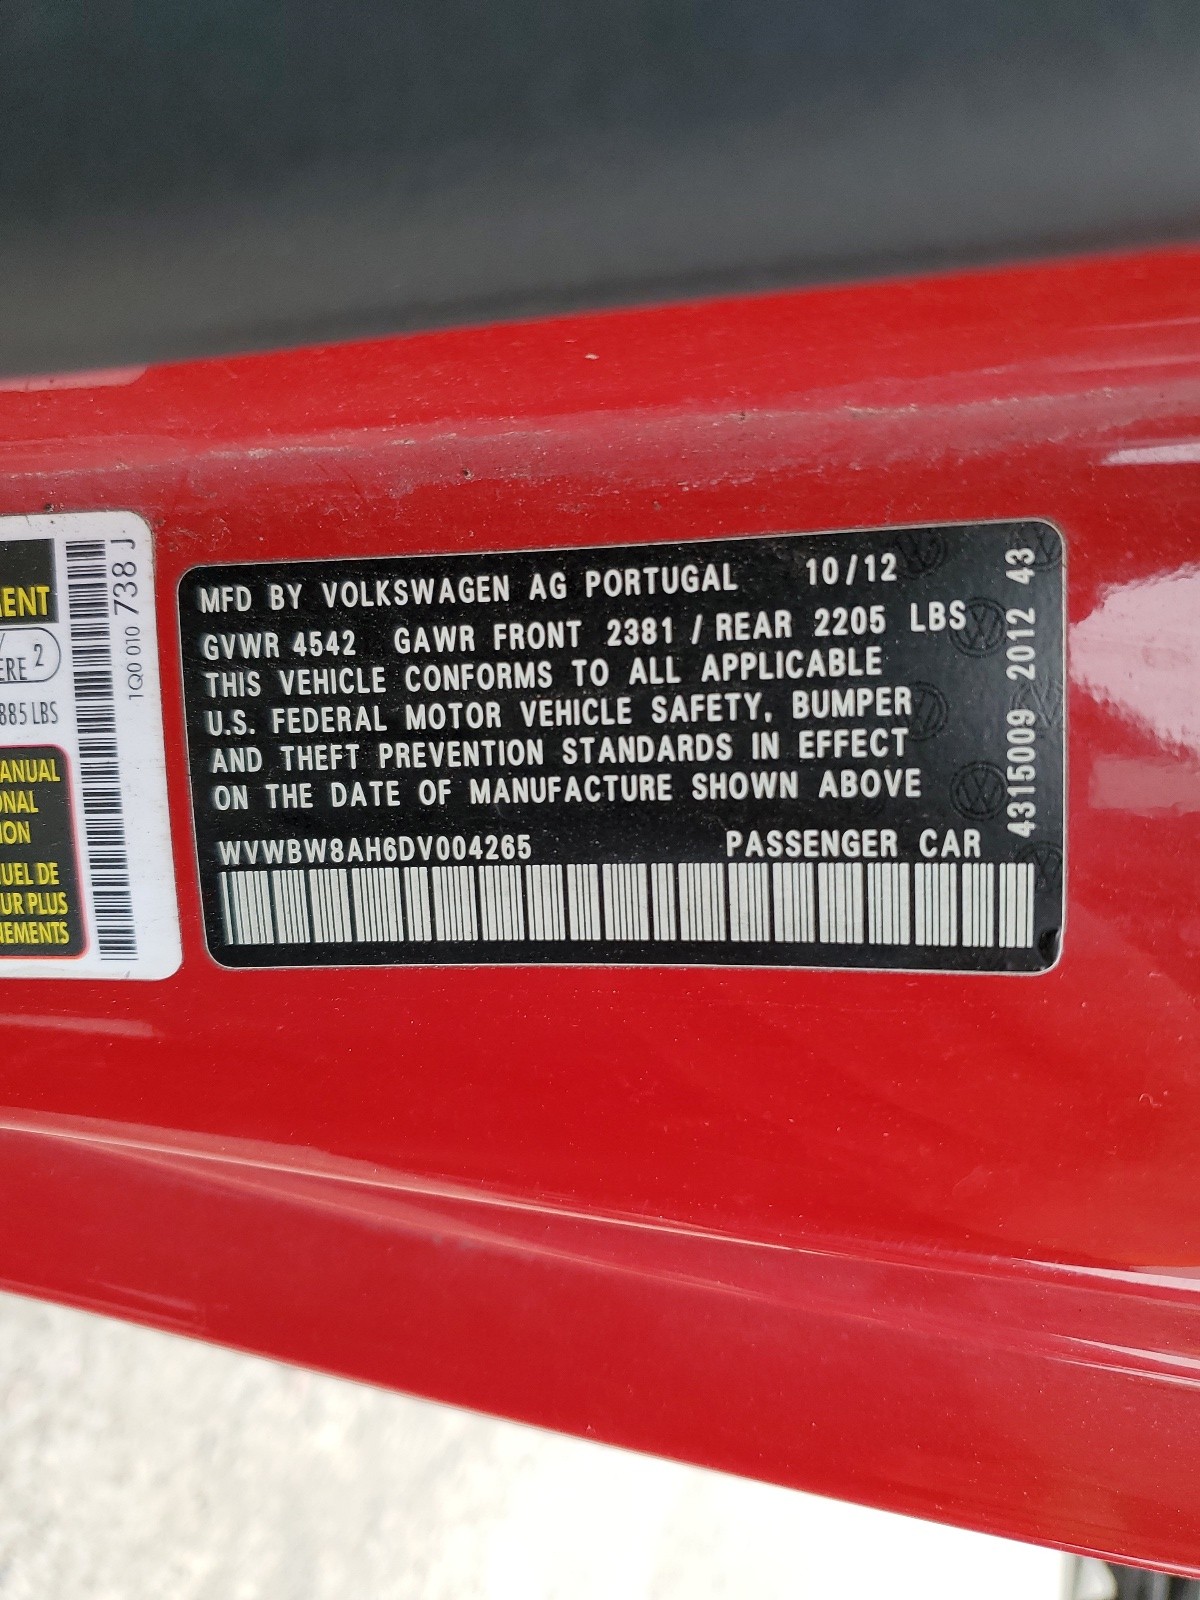 MENT
ERE 2
885 LBS
ANUAL
ONAL
ION
UEL DE
UR PLUS
NEMENTS
1Q0 010 738 J
MFD BY VOLKSWAGEN AG PORTUGAL 10/12
GVWR 4542 GAWR FRONT 2381 / REAR 2205 LBS
THIS VEHICLE CONFORMS TO ALL APPLICABLE
U.S. FEDERAL MOTOR VEHICLE SAFETY, BUMPER
AND THEFT PREVENTION STANDARDS IN EFFECT
ON THE DATE OF MANUFACTURE SHOWN ABOVE
WVWBW8AH6DV004265 PASSENGER CAR
4315009 2012 43